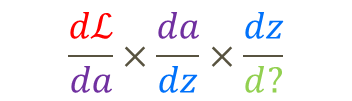 dℒ/da × da/dz × dz/d?